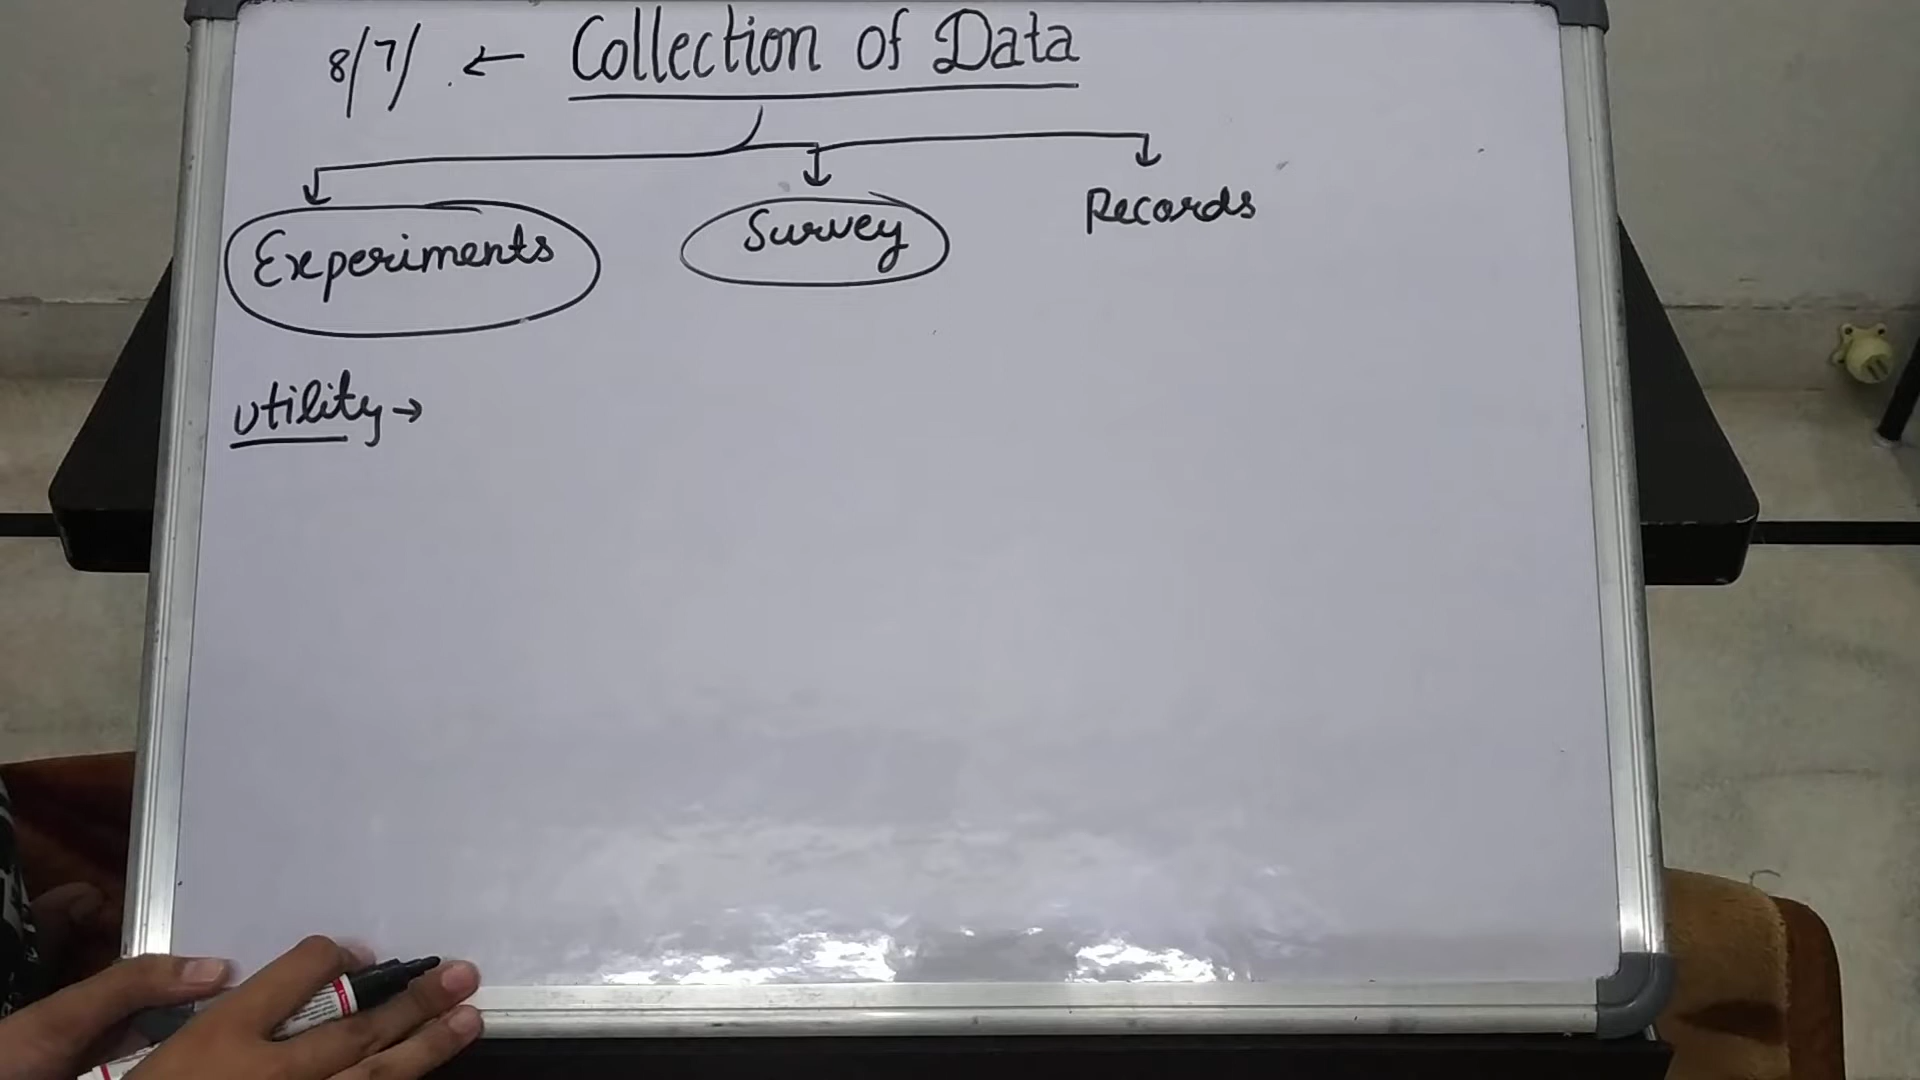 8/7/ . ← Collection of Data
Experiments Survey Records
Utility →